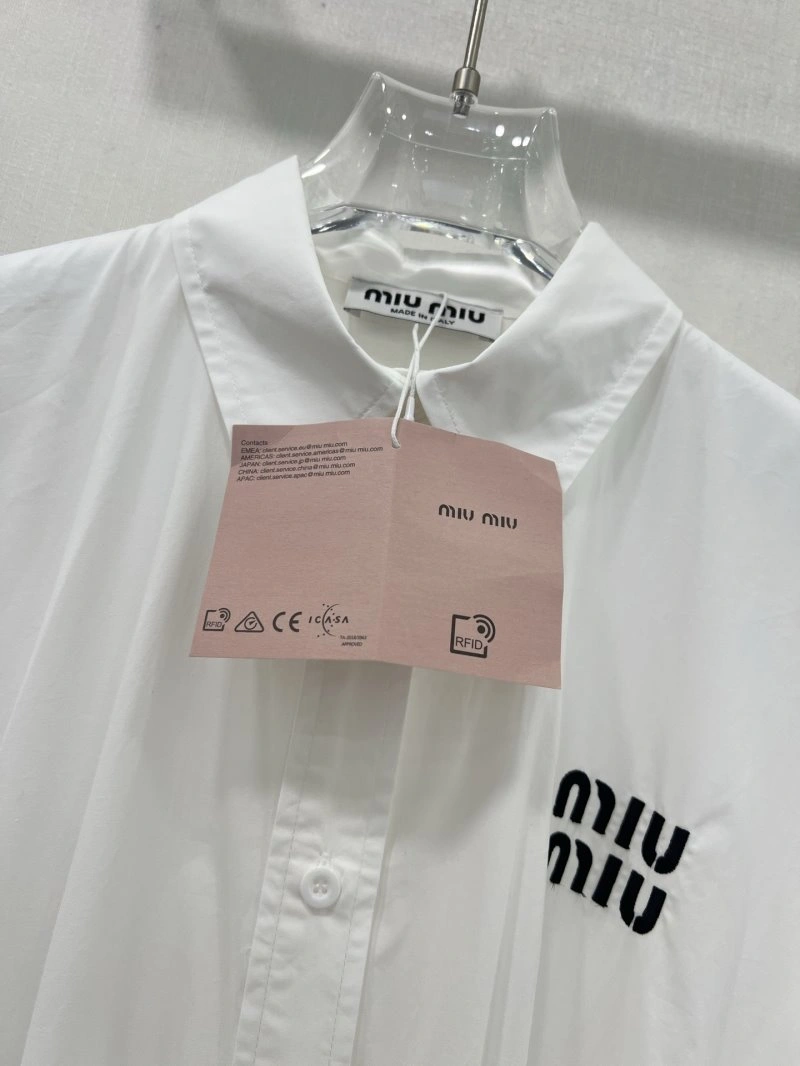 miu miu
MADE IN ITALY
Contacts:
EMEA: client.service.eu@miu miu.com
AMERICAS: client.service.americas@miu miu.com
JAPAN: client.service.jp@miu miu.com
CHINA: client.service.china@miu miu.com
APAC: client.service.apac@miu miu.com
miu miu
RFID
CE
ICASA
APPROVED
RFID
miu
miu